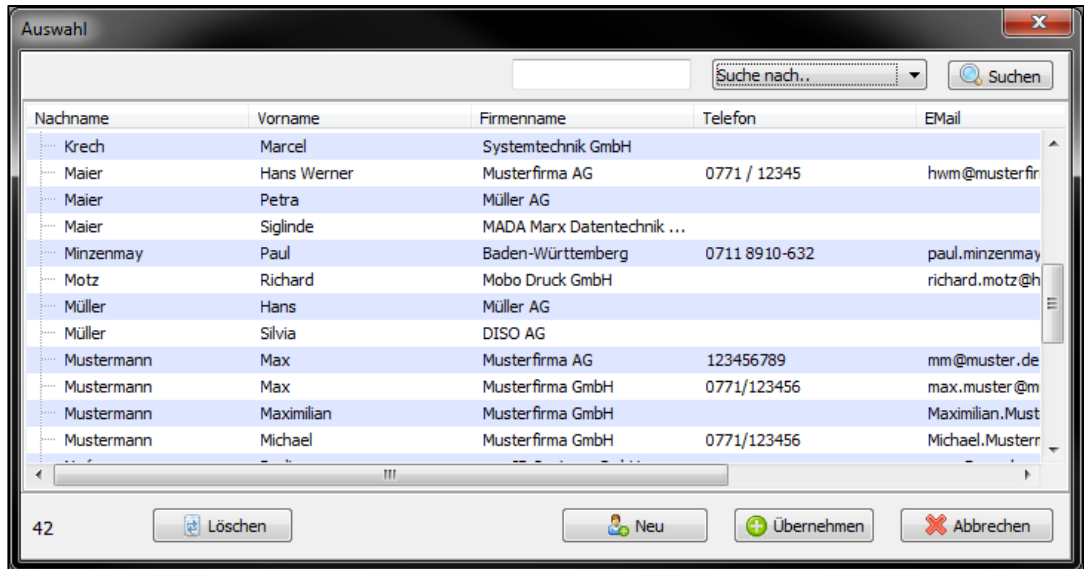 Auswahl
Suche nach.. Suchen
Nachname Vorname Firmenname Telefon EMail
Krech Marcel Systemtechnik GmbH
Maier Hans Werner Musterfirma AG 0771 / 12345 hwm@musterfir
Maier Petra Müller AG
Maier Siglinde MADA Marx Datentechnik ...
Minzenmay Paul Baden-Württemberg 0711 8910-632 paul.minzenmay
Motz Richard Mobo Druck GmbH richard.motz@h
Müller Hans Müller AG
Müller Silvia DISO AG
Mustermann Max Musterfirma AG 123456789 mm@muster.de
Mustermann Max Musterfirma GmbH 0771/123456 max.muster@m
Mustermann Maximilian Musterfirma GmbH Maximilian.Must
Mustermann Michael Musterfirma GmbH 0771/123456 Michael.Musterm
42 Löschen Neu Übernehmen Abbrechen